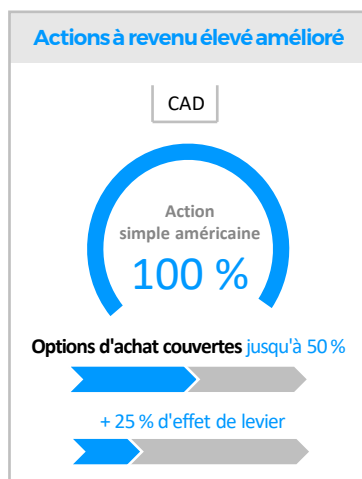 Actions à revenu élevé amélioré
CAD
Action
simple américaine
100 %
Options d'achat couvertes jusqu'à 50 %
+ 25 % d'effet de levier